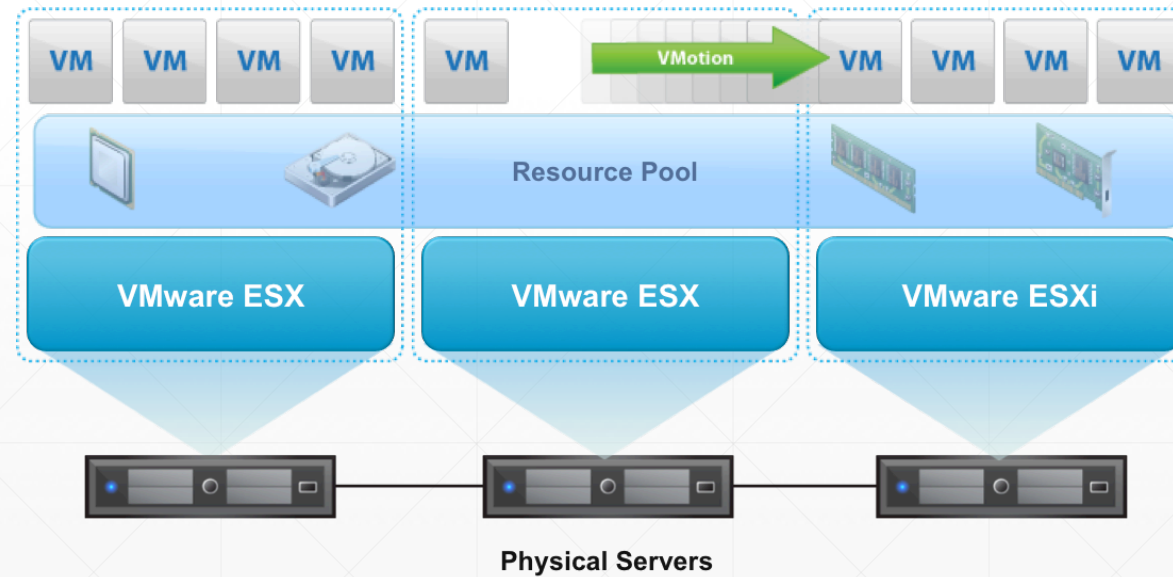 VM VM VM VM VM VMotion VM VM VM VM
Resource Pool
VMware ESX VMware ESX VMware ESXi
Physical Servers